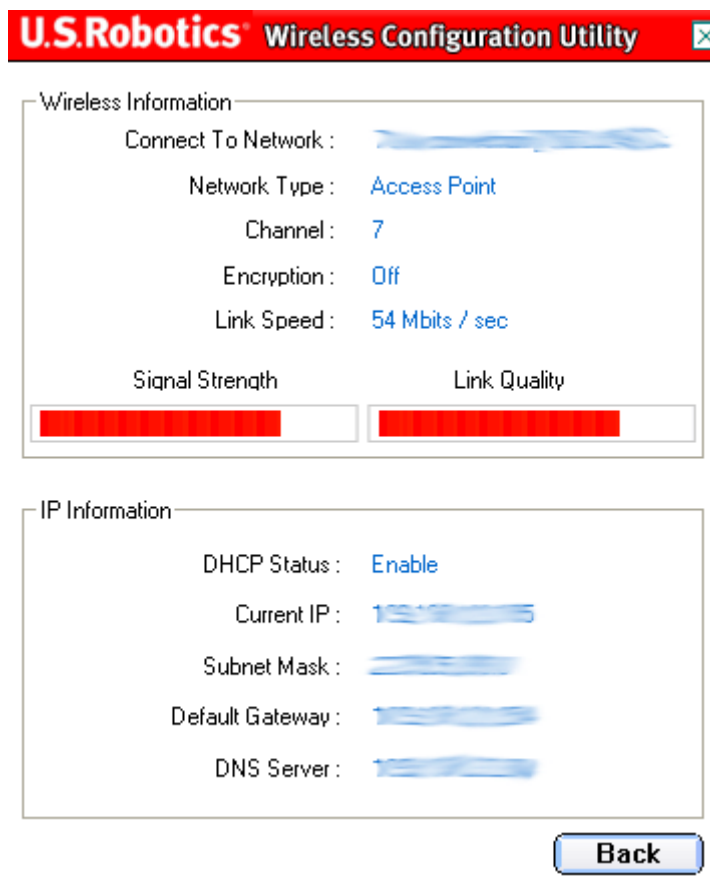 U.S.Robotics Wireless Configuration Utility
Wireless Information
Connect To Network :
Network Type : Access Point
Channel : 7
Encryption : Off
Link Speed : 54 Mbits / sec
Signal Strength Link Quality
IP Information
DHCP Status : Enable
Current IP :
Subnet Mask :
Default Gateway :
DNS Server :
Back